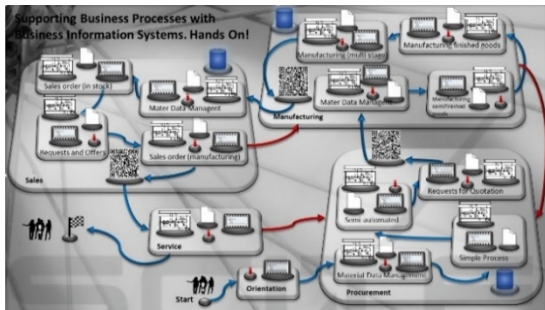 Supporting Business Processes with
Business Information Systems. Hands On!
Manufacturing (multi stage)
Manufacturing finished goods
Sales order (in stock)
Mater Data Managent
Mater Data Managent
Manufacturing
Requests and Offers
Sales order (manufacturing)
Manufacturing
Sales
Requests for Quotation
Semi automated
Service
Simple Process
Orientation
Material Data Management
Start
Procurement